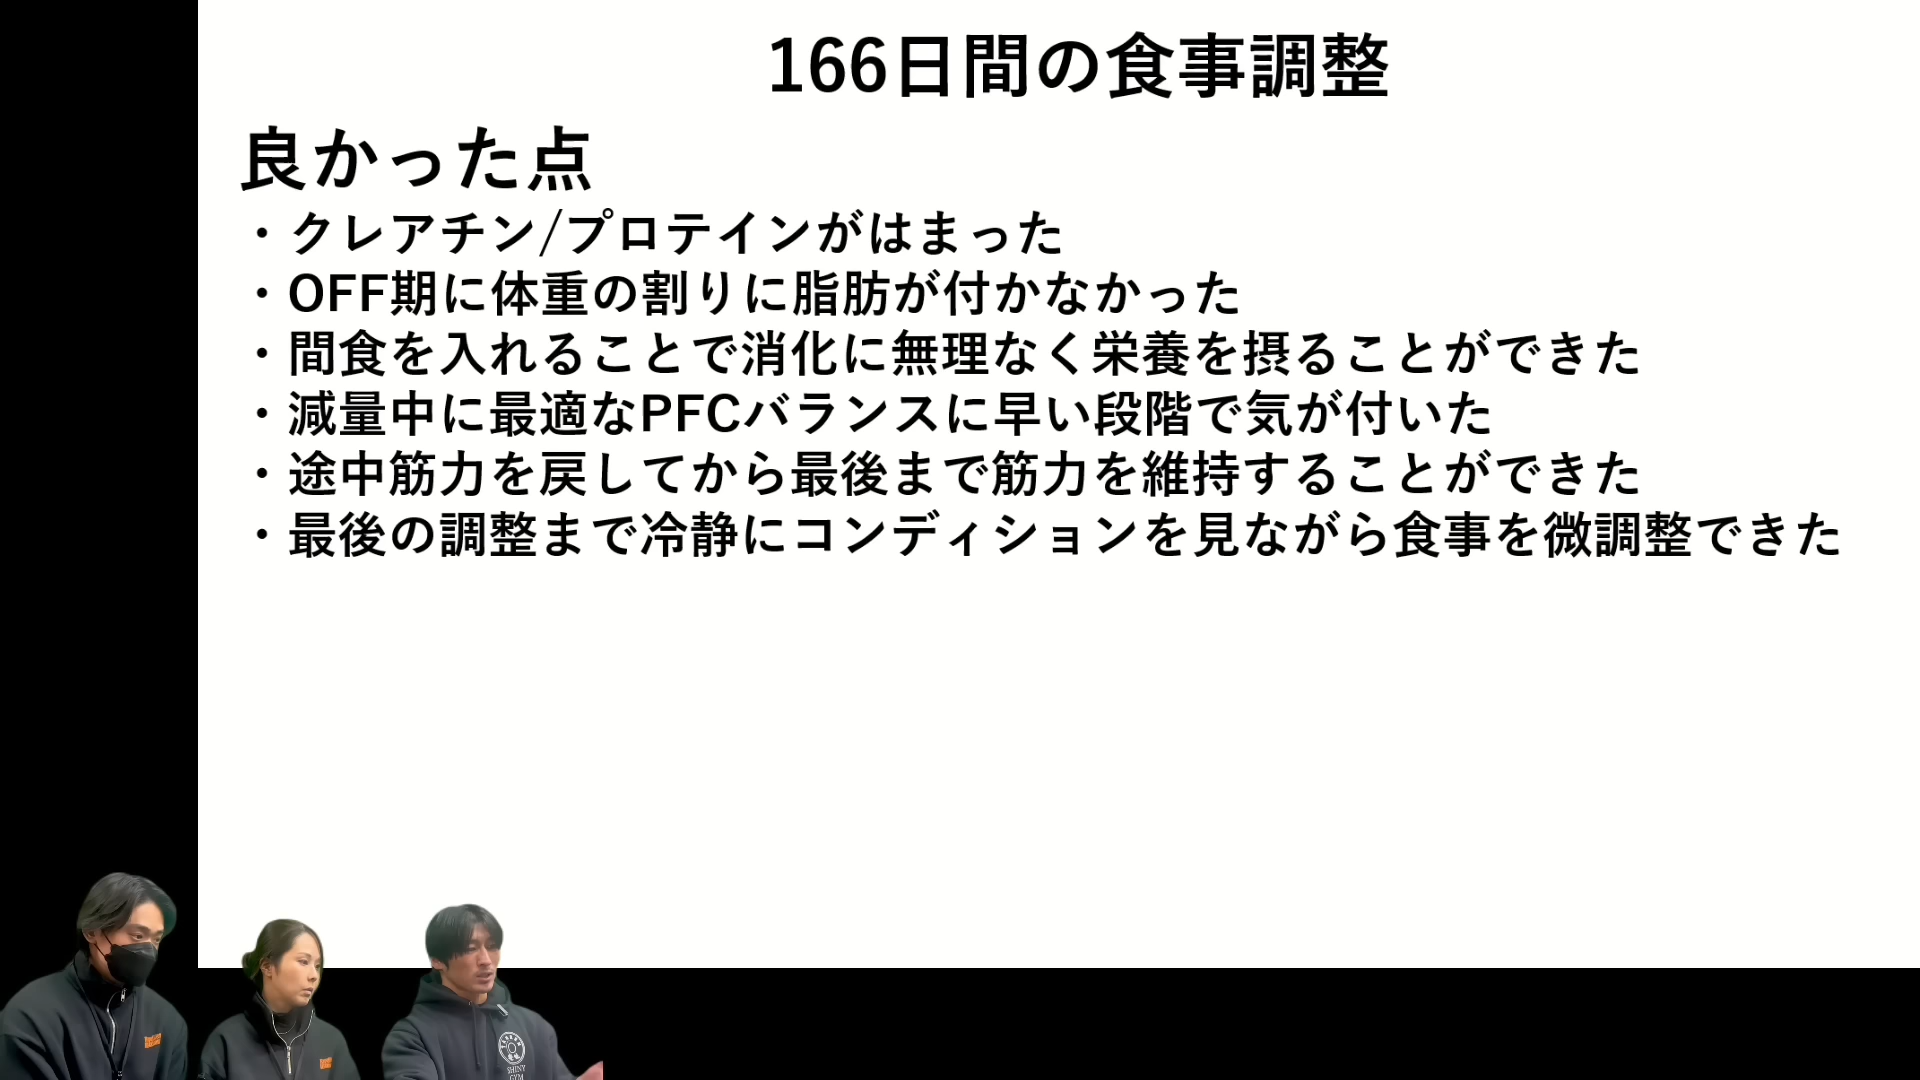 166日間の食事調整
良かった点
・クレアチン/プロテインがはまった
・OFF期に体重の割りに脂肪が付かなかった
・間食を入れることで消化に無理なく栄養を摂ることができた
・減量中に最適なPFCバランスに早い段階で気が付いた
・途中筋力を戻してから最後まで筋力を維持することができた
・最後の調整まで冷静にコンディションを見ながら食事を微調整できた
SHINY
GYM